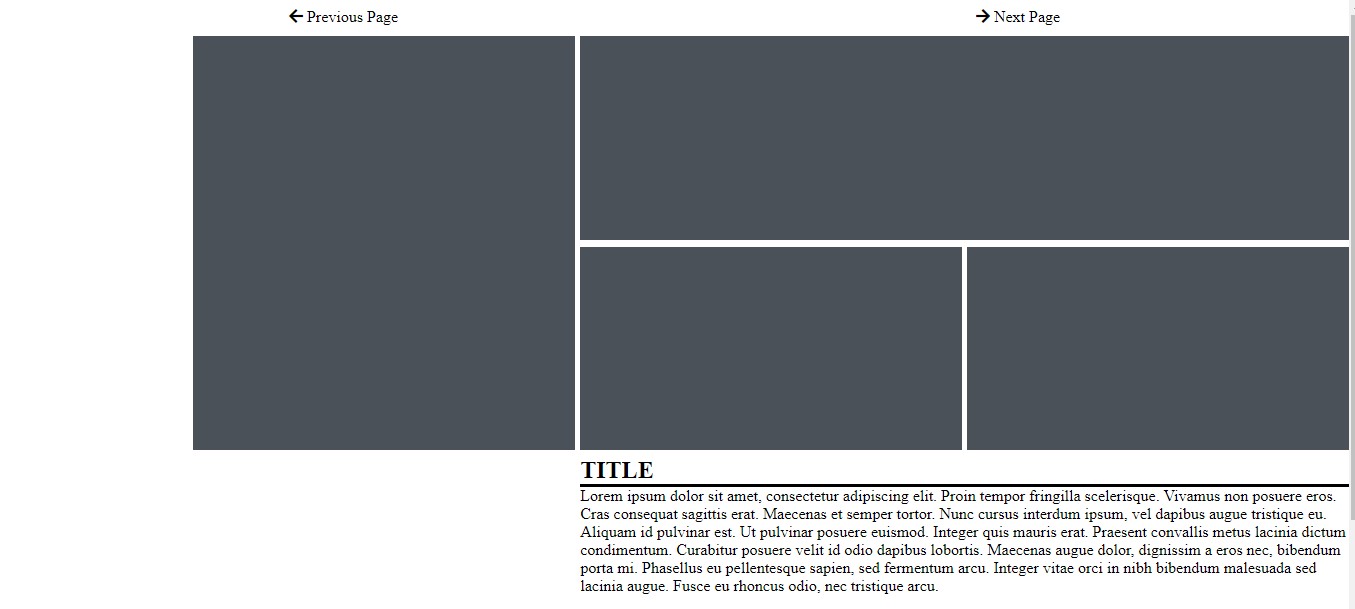 Previous Page
Next Page
TITLE
Lorem ipsum dolor sit amet, consectetur adipiscing elit. Proin tempor fringilla scelerisque. Vivamus non posuere eros.
Cras consequat sagittis erat. Maecenas et semper tortor. Nunc cursus interdum ipsum, vel dapibus augue tristique eu.
Aliquam id pulvinar est. Ut pulvinar posuere euismod. Integer quis mauris erat. Praesent convallis metus lacinia dictum
condimentum. Curabitur posuere velit id odio dapibus lobortis. Maecenas augue dolor, dignissim a eros nec, bibendum
porta mi. Phasellus eu pellentesque sapien, sed fermentum arcu. Integer vitae orci in nibh bibendum malesuada sed
lacinia augue. Fusce eu rhoncus odio, nec tristique arcu.